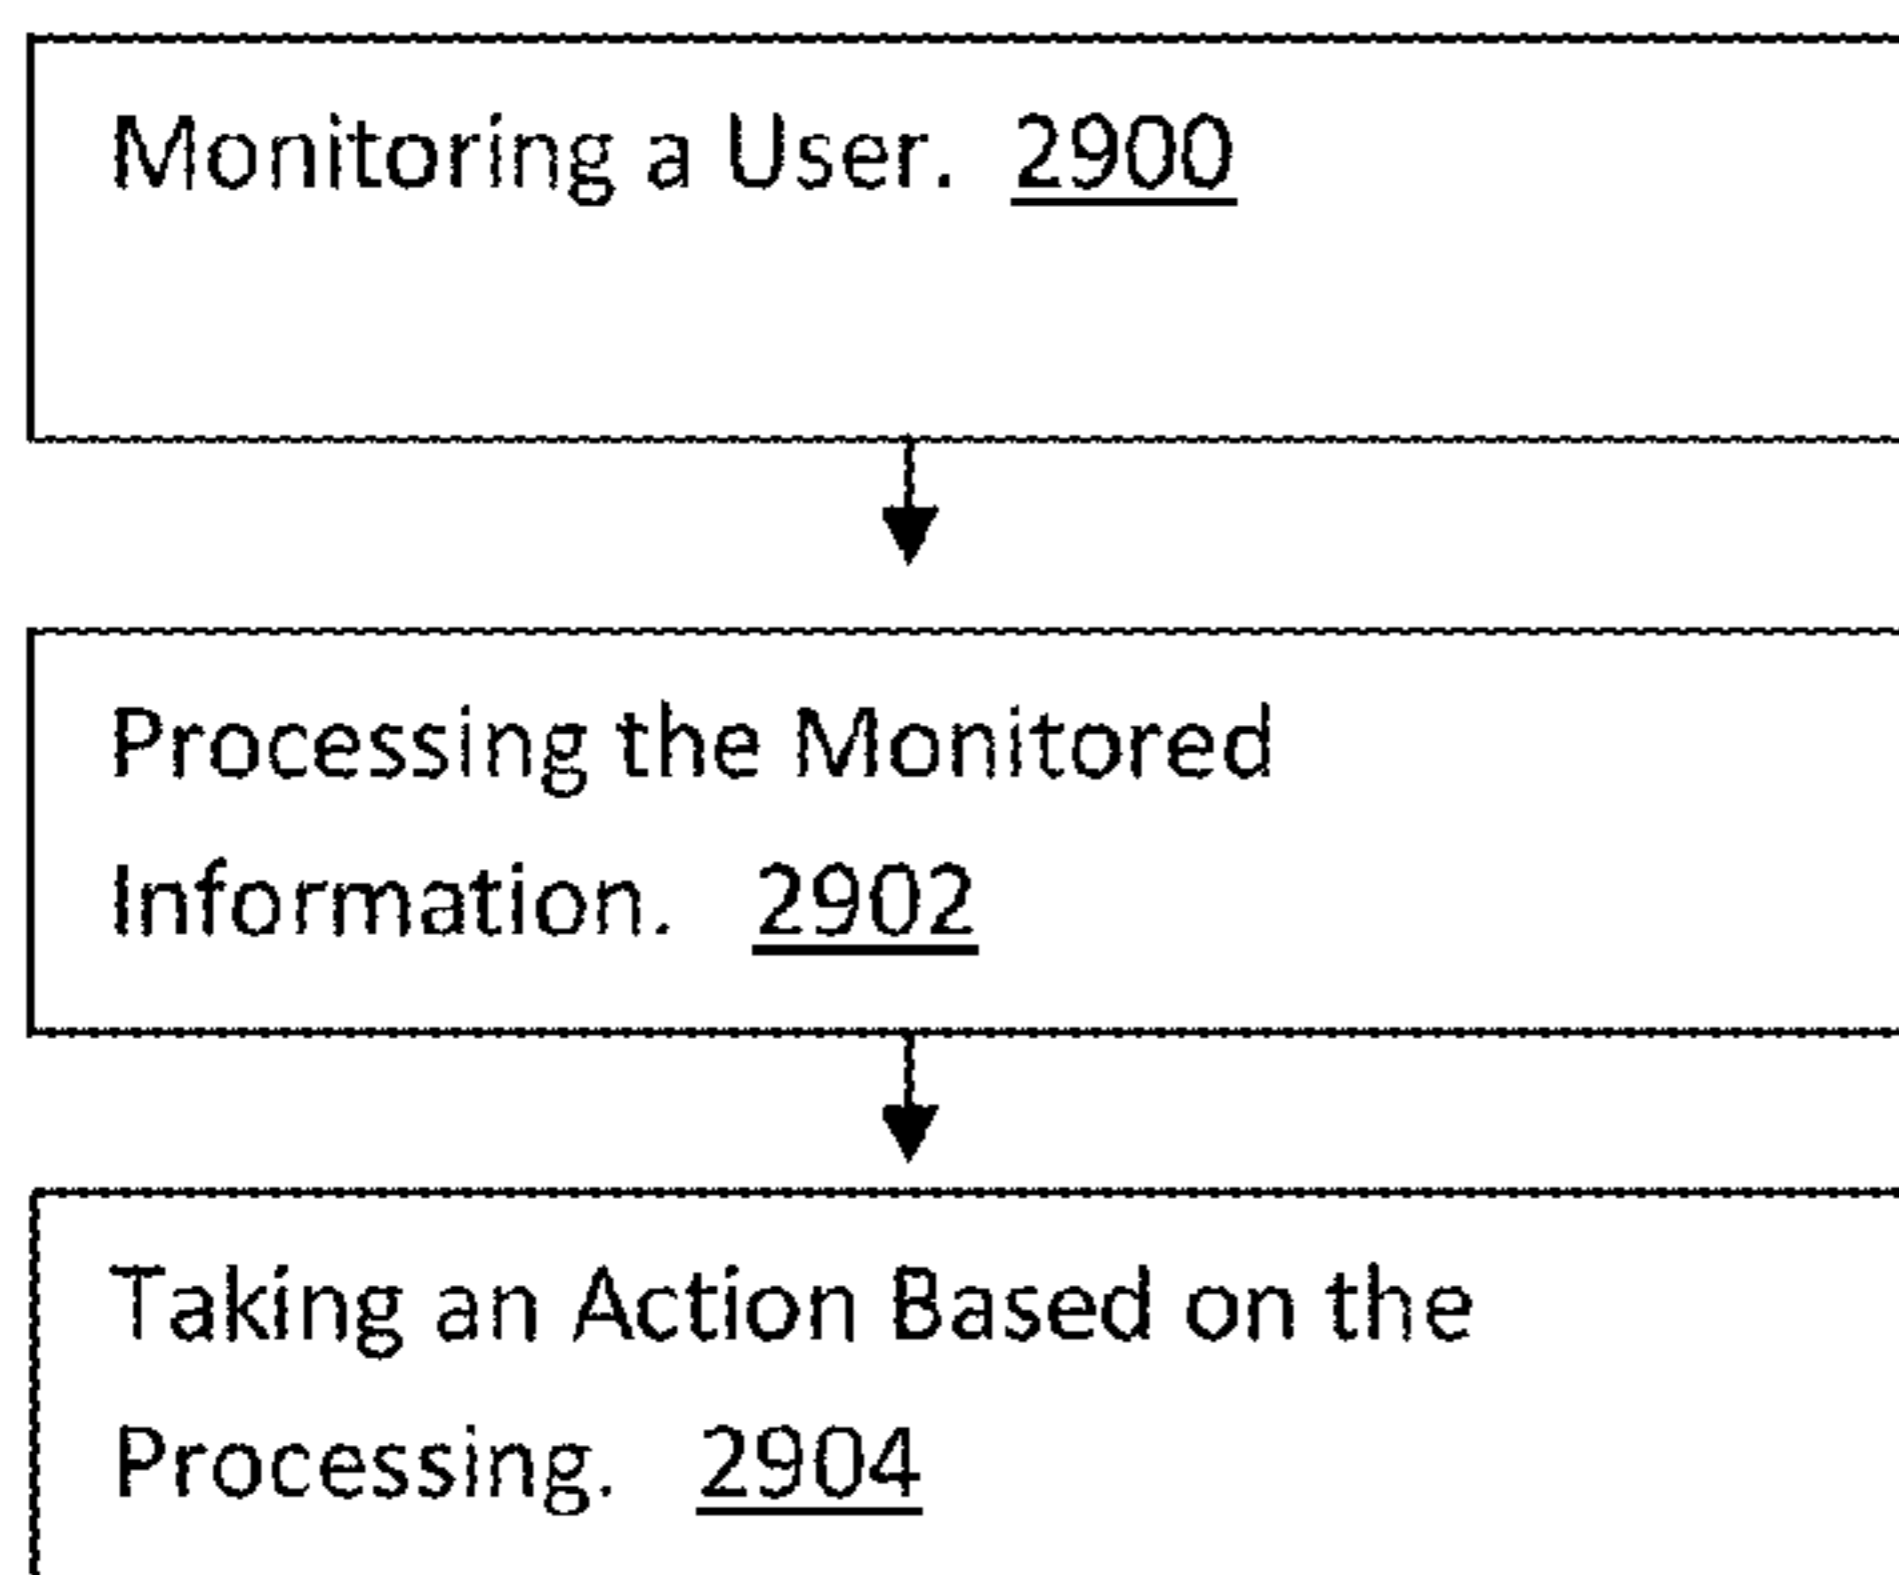 Monitoring a User. 2900
Processing the Monitored
Information. 2902
Taking an Action Based on the
Processing. 2904